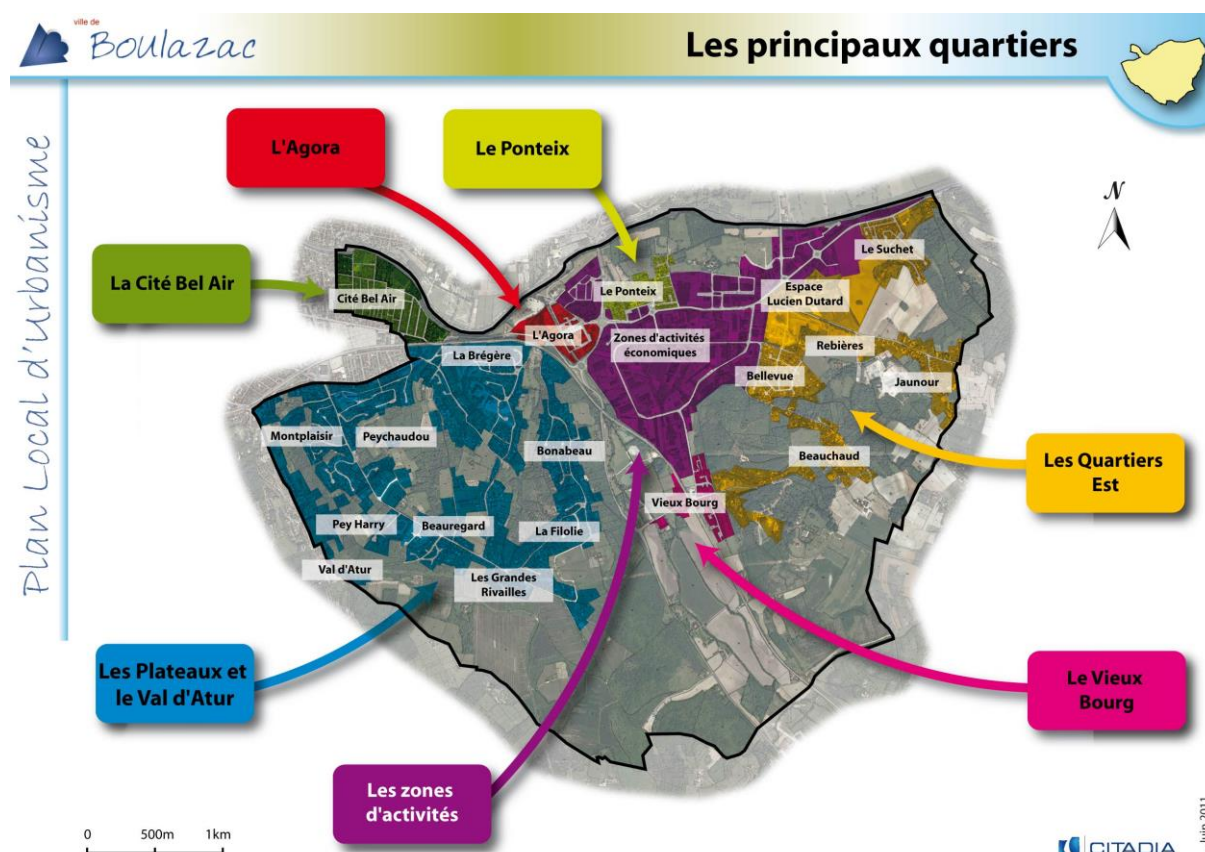 ville de
Boulazac
Les principaux quartiers
Plan Local d'Urbanisme
L'Agora
Le Ponteix
N
La Cité Bel Air
Cité Bel Air
Le Suchet
Le Ponteix
Espace
Lucien Dutard
L'Agora
Zones d'activités
économiques
La Brégère
Rebières
Bellevue
Jaunour
Montplaisir
Peychaudou
Bonabeau
Beauchaud
Les Quartiers
Est
Vieux Bourg
Pey Harry
Beauregard
La Filolie
Val d'Atur
Les Grandes
Rivailles
Les Plateaux et
le Val d'Atur
Le Vieux
Bourg
Les zones
d'activités
0 500m 1km
CITADIA
Juin 2011